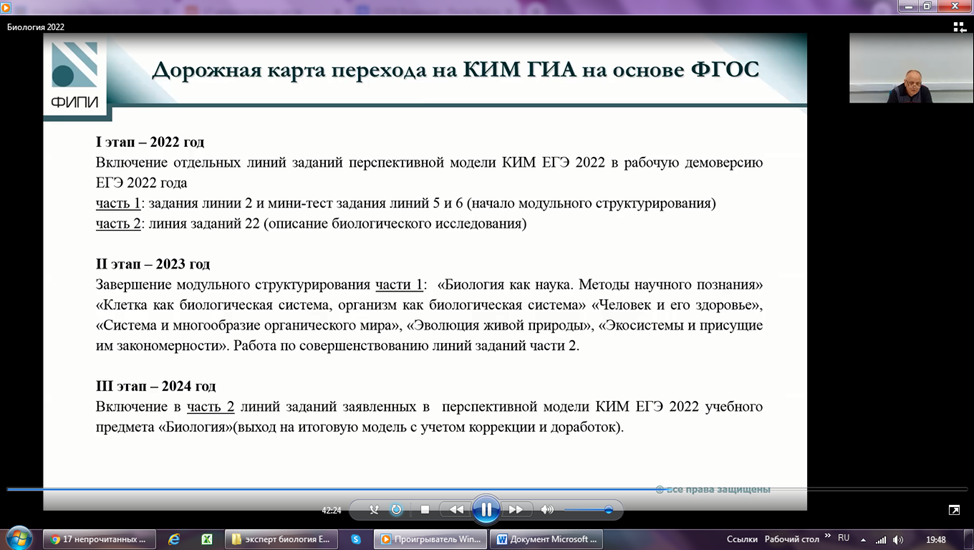 Биология 2022
ФИПИ
Дорожная карта перехода на КИМ ГИА на основе ФГОС
I этап – 2022 год
Включение отдельных линий заданий перспективной модели КИМ ЕГЭ 2022 в рабочую демоверсию
ЕГЭ 2022 года
часть 1: задания линии 2 и мини-тест задания линий 5 и 6 (начало модульного структурирования)
часть 2: линия заданий 22 (описание биологического исследования)
II этап – 2023 год
Завершение модульного структурирования части 1: «Биология как наука. Методы научного познания»
«Клетка как биологическая система, организм как биологическая система» «Человек и его здоровье»,
«Система и многообразие органического мира», «Эволюция живой природы», «Экосистемы и присущие
им закономерности». Работа по совершенствованию линий заданий части 2.
III этап – 2024 год
Включение в часть 2 линий заданий заявленных в перспективной модели КИМ ЕГЭ 2022 учебного
предмета «Биология»(выход на итоговую модель с учетом коррекции и доработок).
Все права защищены
42:24
17 непрочитанных ...
эксперт биология Е...
Проигрыватель Win...
Документ Microsoft ...
Ссылки
Рабочий стол
»
RU
19:48